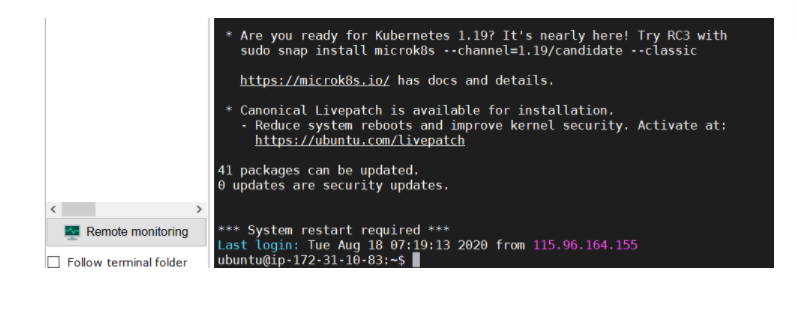 * Are you ready for Kubernetes 1.19? It's nearly here! Try RC3 with
sudo snap install microk8s --channel=1.19/candidate --classic
https://microk8s.io/ has docs and details.
* Canonical Livepatch is available for installation.
- Reduce system reboots and improve kernel security. Activate at:
https://ubuntu.com/livepatch
41 packages can be updated.
0 updates are security updates.
*** System restart required ***
Last login: Tue Aug 18 07:19:13 2020 from 115.96.164.155
ubuntu@ip-172-31-10-83:~$
Remote monitoring
Follow terminal folder